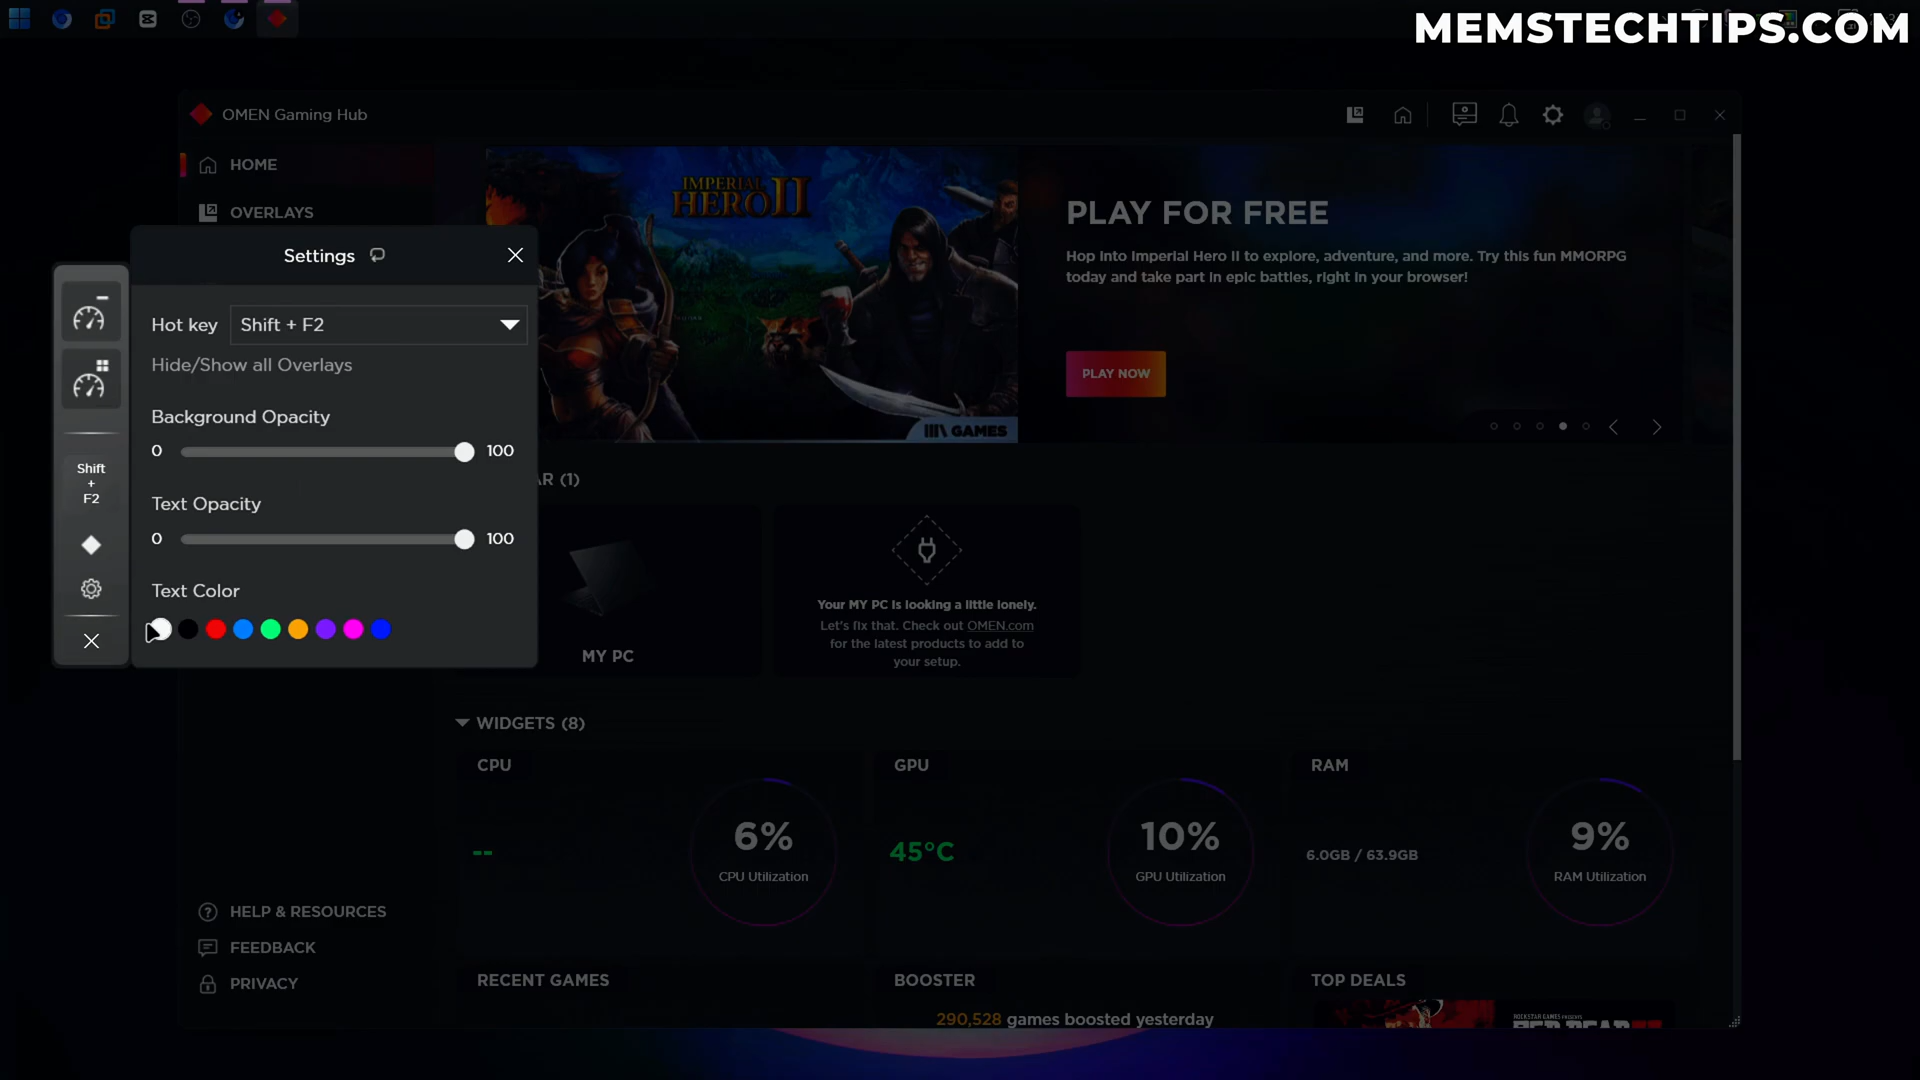 MEMSTECHTIPS.COM
OMEN Gaming Hub
HOME
OVERLAYS
IMPERIAL
HERO II
GAMES
PLAY FOR FREE
Hop into Imperial Hero II to explore, adventure, and more. Try this fun MMORPG
today and take part in epic battles, right in your browser!
PLAY NOW
Settings
Hot key
Shift + F2
Hide/Show all Overlays
Background Opacity
0
100
Text Opacity
0
100
Text Color
Shift
+
F2
AR (1)
MY PC
Your MY PC is looking a little lonely.
Let's fix that. Check out OMEN.com
for the latest products to add to
your setup.
WIDGETS (8)
CPU
--
6%
CPU Utilization
GPU
45°C
10%
GPU Utilization
RAM
6.0GB / 63.9GB
9%
RAM Utilization
HELP & RESOURCES
FEEDBACK
PRIVACY
RECENT GAMES
BOOSTER
290,528 games boosted yesterday
TOP DEALS
ROCKSTAR GAMES PRESENTS